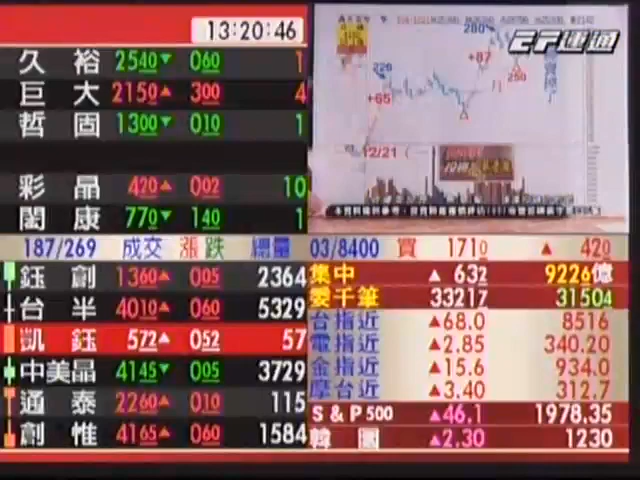 13:20:46
久裕 2540▼ 060 1
巨大 2150▲ 300 4
哲固 1300▼ 010 1
彩晶 420▲ 002 10
閎康 770▼ 140 1
280
EF運通
+87
220
250
+65
月
12/21 (
187/269 成交 漲跌 總量 03/8400 買 1710 ▲ 420
鈺創 1360▲ 005 2364
台半 4010▲ 060 5329
凱鈺 572▲ 052 57
中美晶 4145▼ 005 3729
通泰 2260▲ 010 115
創惟 4165▲ 060 1584
集中 ▲ 632 9226億
委千筆 33217 31504
台指近 ▲68.0 8516
電指近 ▲2.85 340.20
金指近 ▲15.6 934.0
摩台近 ▲3.40 312.7
S & P 500 ▲46.1 1978.35
韓國 ▲2.30 1230